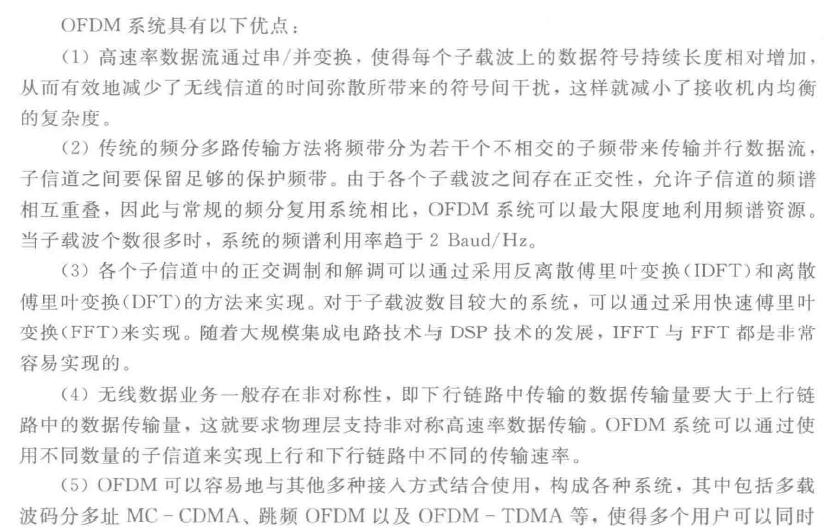 OFDM 系统具有以下优点：
（1）高速率数据流通过串/并变换，使得每个子载波上的数据符号持续长度相对增加，
从而有效地减少了无线信道的时间弥散所带来的符号间干扰，这样就减小了接收机内均衡
的复杂度。
（2）传统的频分多路传输方法将频带分为若干个不相交的子频带来传输并行数据流，
子信道之间要保留足够的保护频带。由于各个子载波之间存在正交性，允许子信道的频谱
相互重叠，因此与常规的频分复用系统相比，OFDM 系统可以最大限度地利用频谱资源。
当子载波个数很多时，系统的频谱利用率趋于 2 Baud/Hz。
（3）各个子信道中的正交调制和解调可以通过采用反离散傅里叶变换（IDFT）和离散
傅里叶变换（DFT）的方法来实现。对于子载波数目较大的系统，可以通过采用快速傅里叶
变换（FFT）来实现。随着大规模集成电路技术与 DSP 技术的发展，IFFT 与 FFT 都是非常
容易实现的。
（4）无线数据业务一般存在非对称性，即下行链路中传输的数据传输量要大于上行链
路中的数据传输量，这就要求物理层支持非对称高速率数据传输。OFDM 系统可以通过使
用不同数量的子信道来实现上行和下行链路中不同的传输速率。
（5）OFDM 可以容易地与其他多种接入方式结合使用，构成各种系统，其中包括多载
波码分多址 MC－CDMA、跳频 OFDM 以及 OFDM－TDMA 等，使得多个用户可以同时